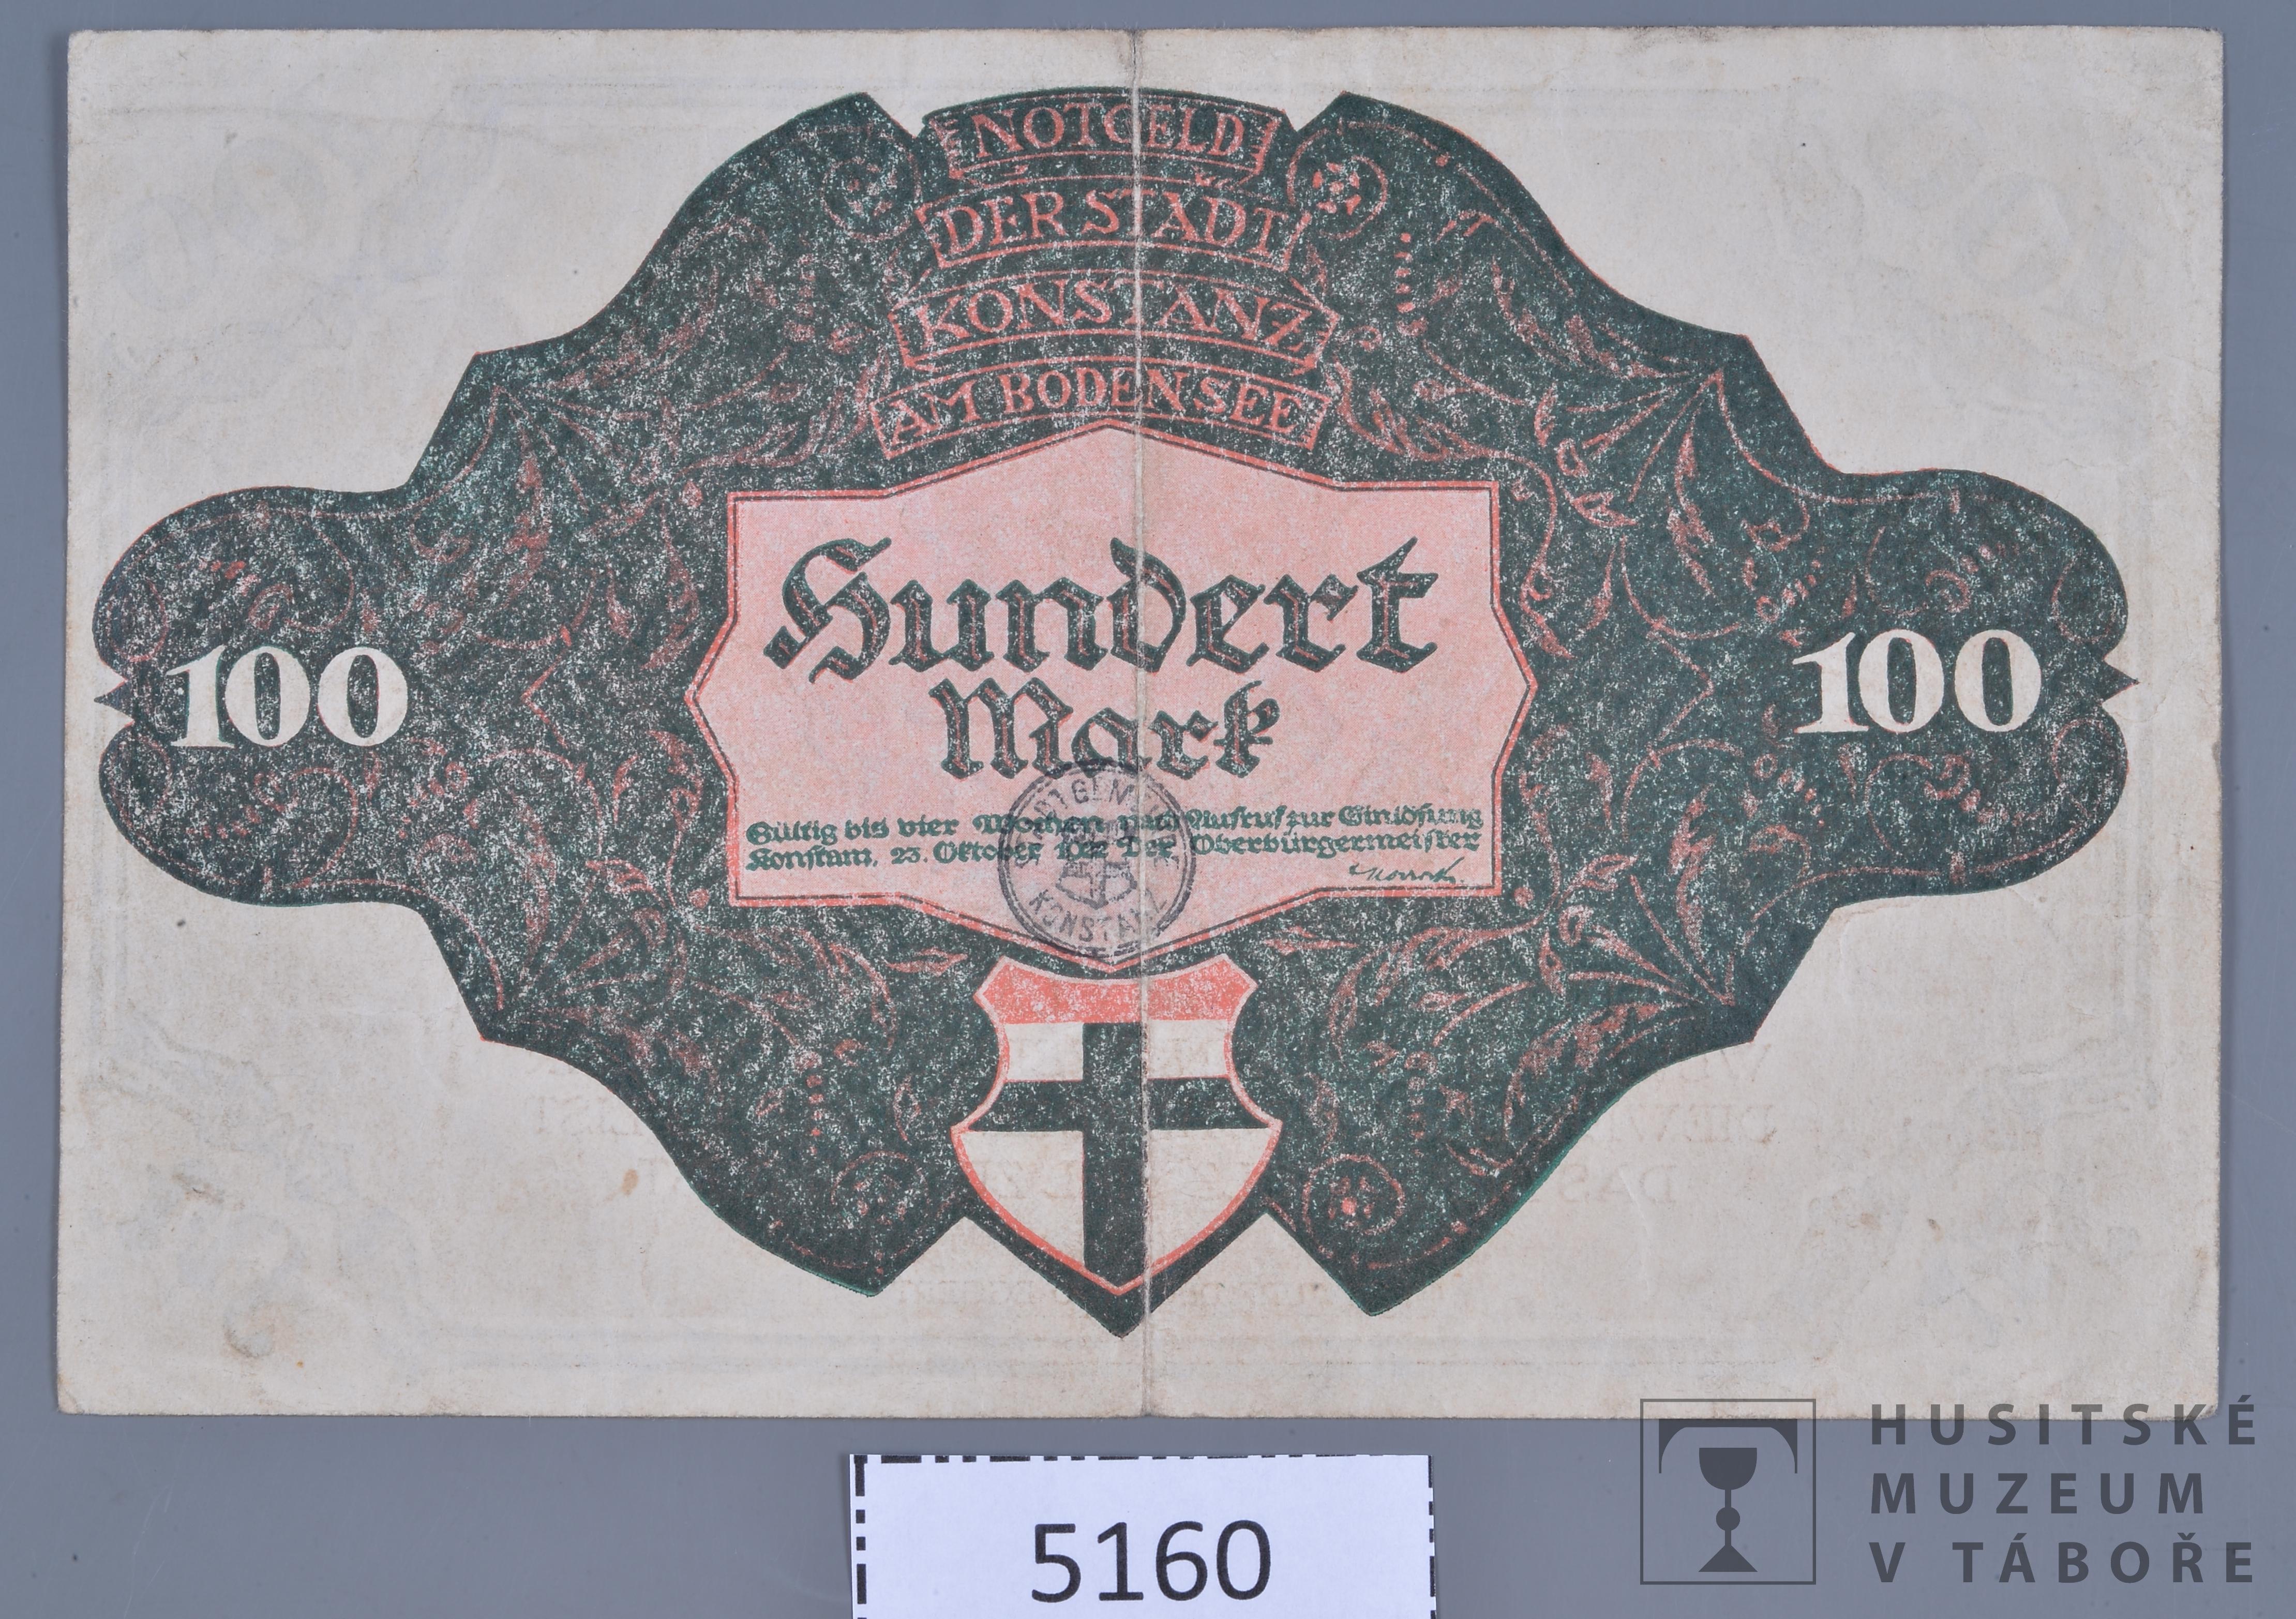 NOTGELD
DER STADT
KONSTANZ
AM BODENSEE
Hundert
Mark
100
100
Gültig bis vier Wochen nach Aufruf zur Einlösung
Konstanz, 23. Oktober 1922 Der Oberbürgermeister
KONSTANZ
5160
HUSITSKÉ
MUZEUM
V TÁBOŘE